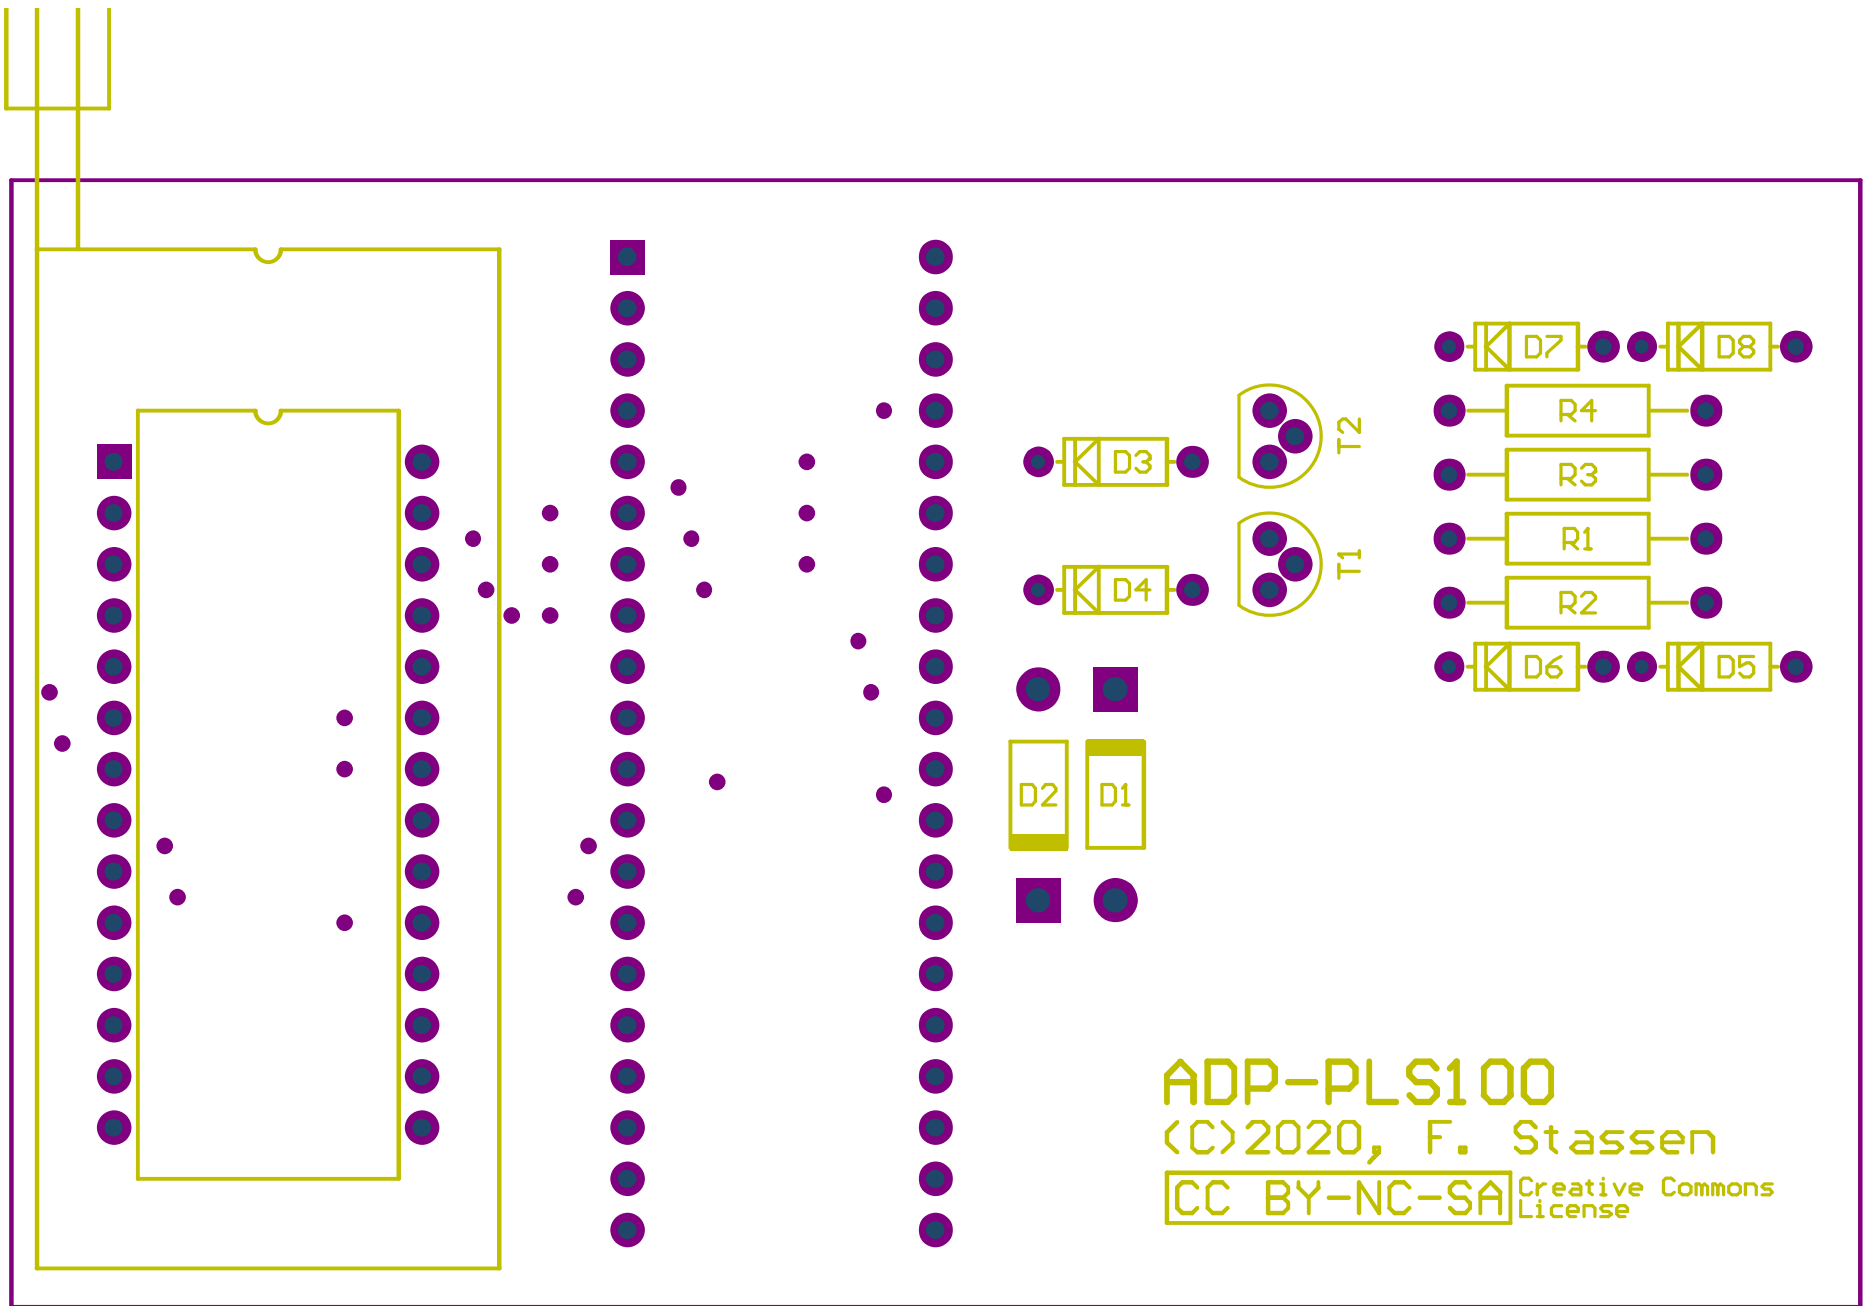 D7
D8
R4
T2
D3
R3
R1
T1
D4
R2
D6
D5
D2
D1
ADP-PLS100
(C)2020, F. Stassen
CC BY-NC-SA
Creative Commons
License